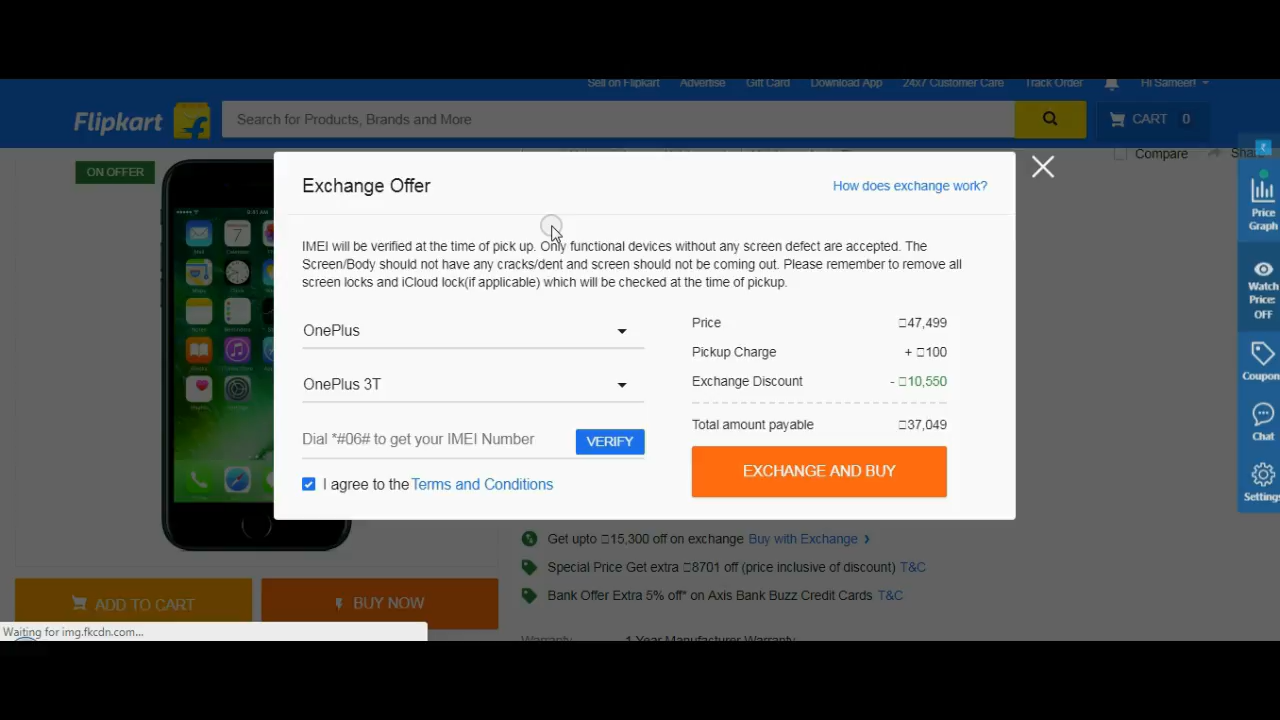 Sell on Flipkart Advertise Gift Card Download App 24x7 Customer Care Track Order Hi Sameer!
Flipkart
Search for Products, Brands and More
CART 0
ON OFFER
Compare
Share
Exchange Offer
How does exchange work?
IMEI will be verified at the time of pick up. Only functional devices without any screen defect are accepted. The
Screen/Body should not have any cracks/dent and screen should not be coming out. Please remember to remove all
screen locks and iCloud lock(if applicable) which will be checked at the time of pickup.
OnePlus
OnePlus 3T
Dial *#06# to get your IMEI Number
VERIFY
I agree to the Terms and Conditions
Price □47,499
Pickup Charge + □100
Exchange Discount - □10,550
Total amount payable □37,049
EXCHANGE AND BUY
Get upto □15,300 off on exchange Buy with Exchange ›
Special Price Get extra □8701 off (price inclusive of discount) T&C
Bank Offer Extra 5% off* on Axis Bank Buzz Credit Cards T&C
Warranty 1 Year Manufacturer Warranty
ADD TO CART
BUY NOW
Waiting for img.fkcdn.com...
₹
Price
Graph
Watch
Price:
OFF
Coupon
Chat
Settings